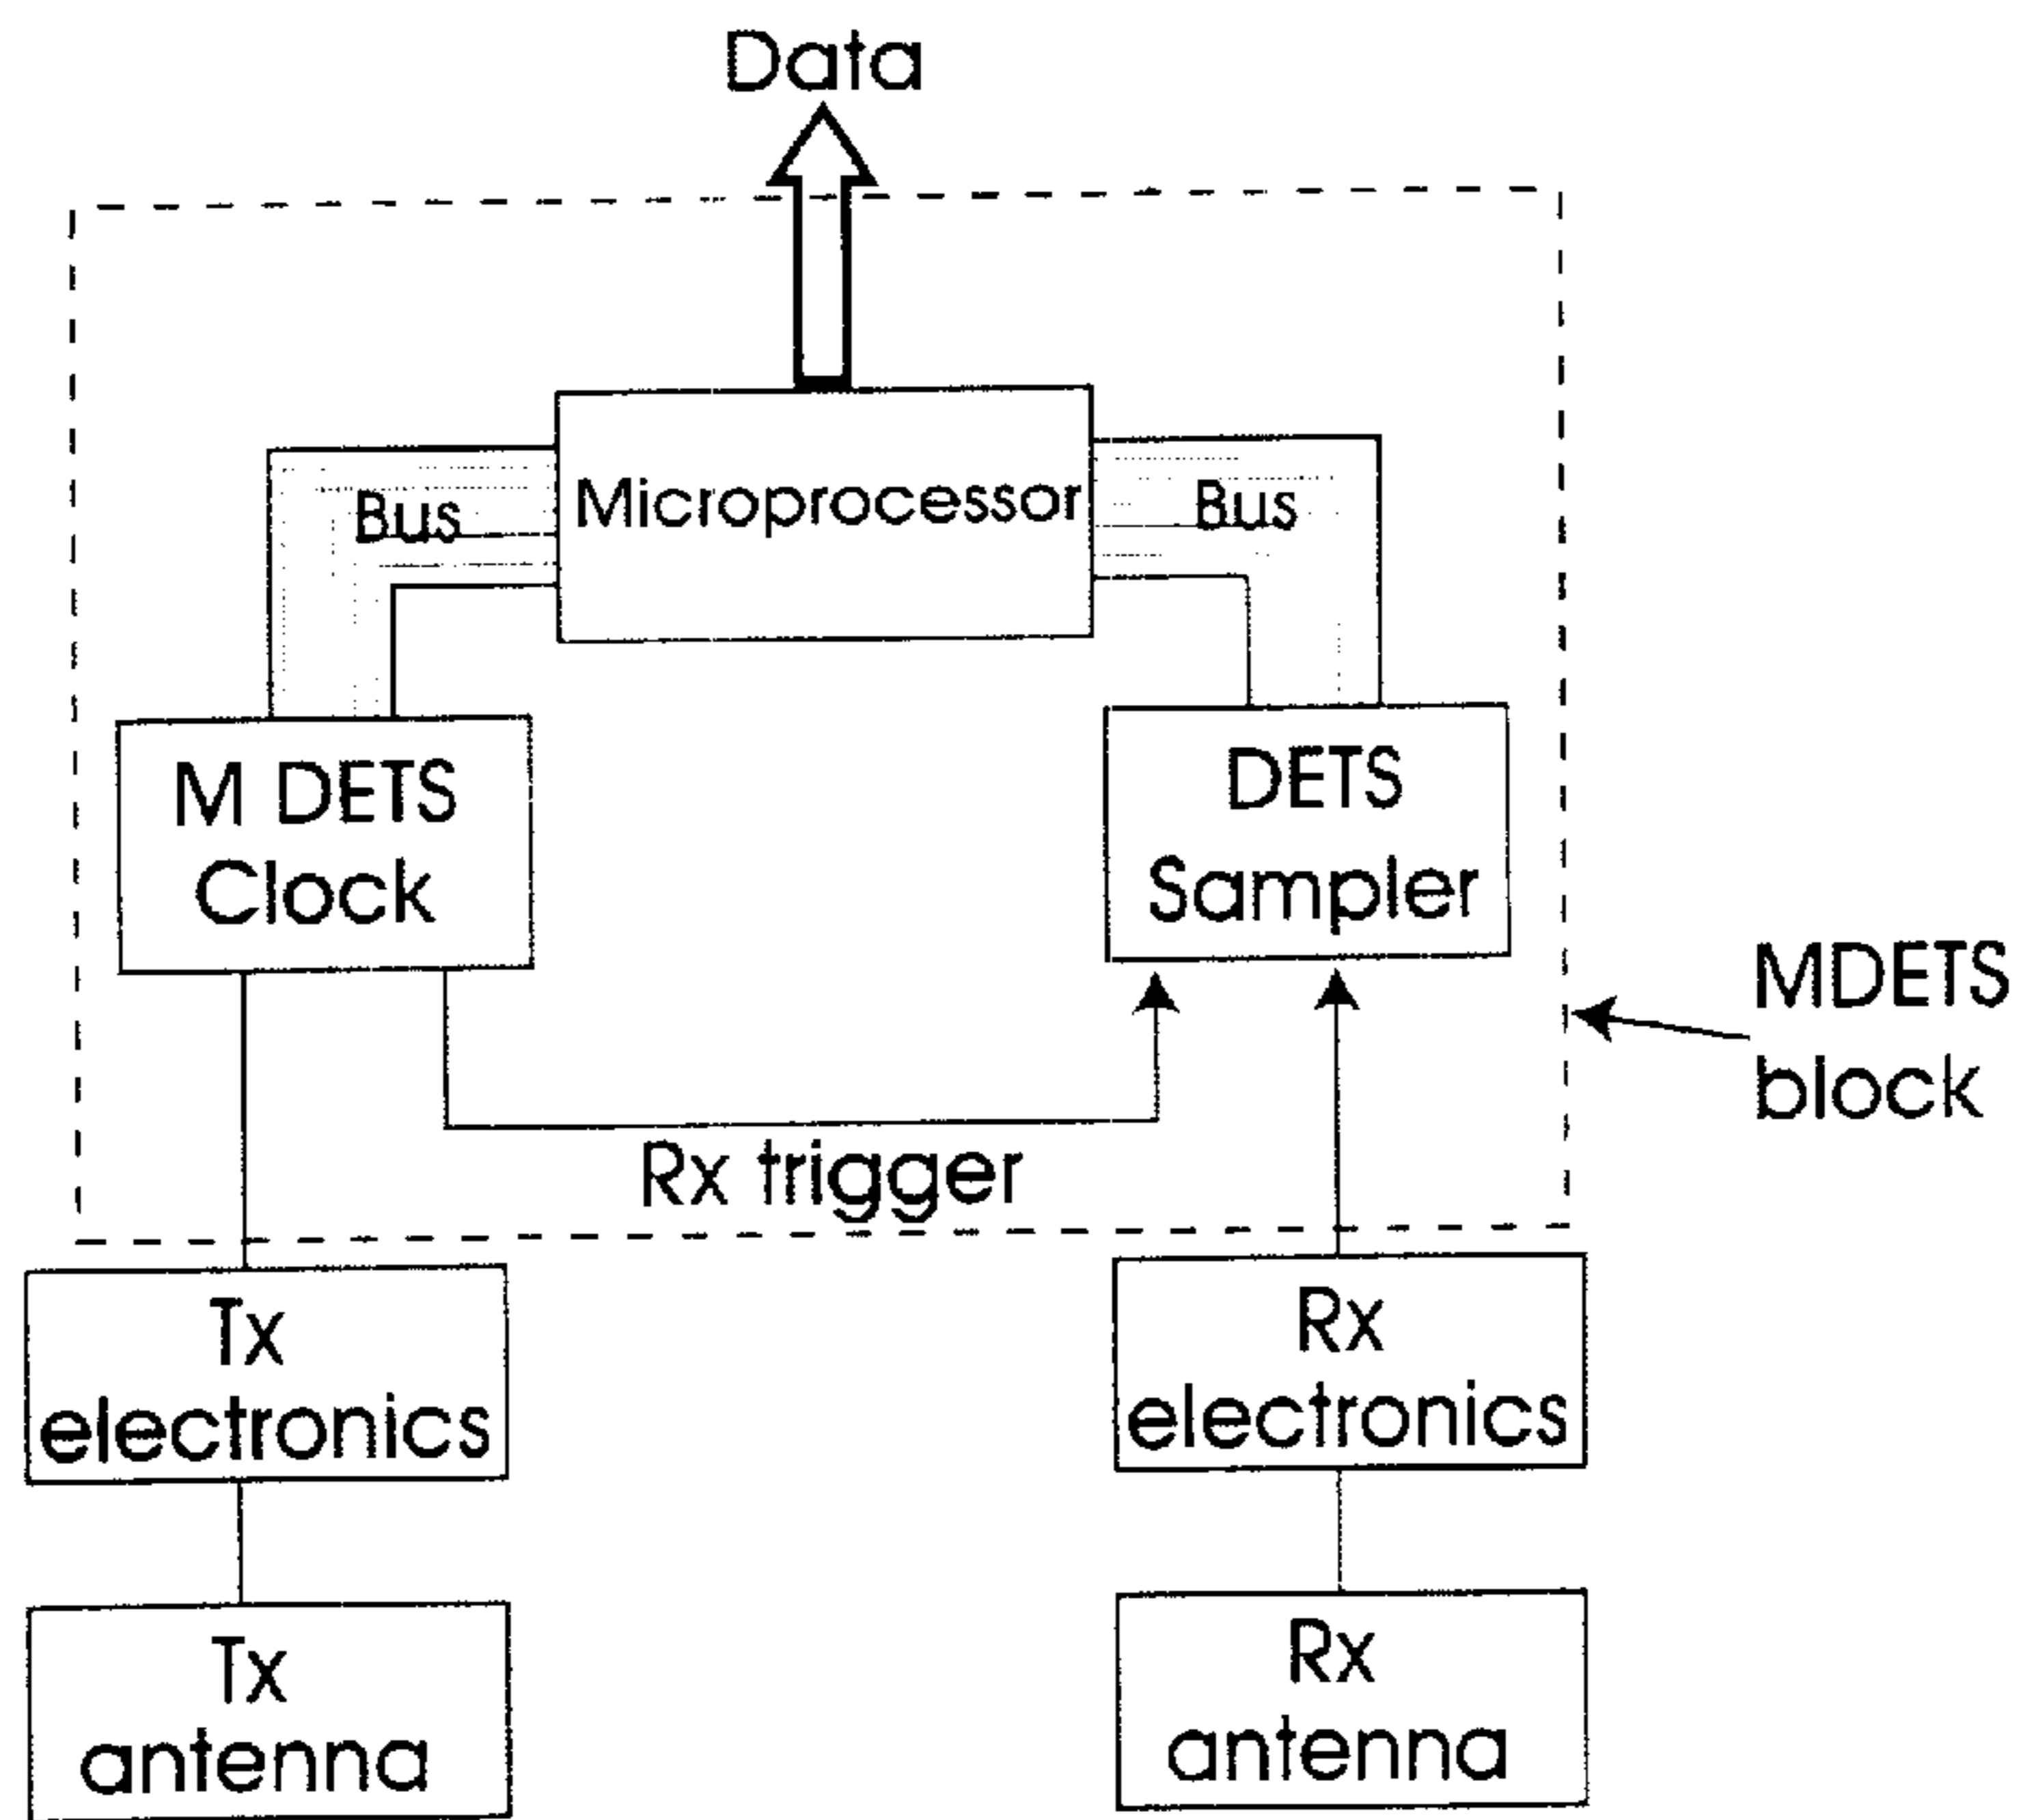 Data
Bus
Microprocessor
Bus
M DETS
Clock
DETS
Sampler
MDETS
block
Rx trigger
Tx
electronics
Rx
electronics
Tx
antenna
Rx
antenna